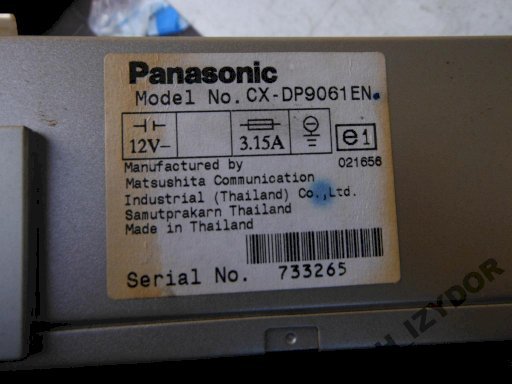 Panasonic
Model No. CX-DP9061EN
12V⎓ 3.15A e1
021656
Manufactured by
Matsushita Communication
Industrial (Thailand) Co.,Ltd.
Samutprakarn Thailand
Made in Thailand
Serial No. 733265
IZYDOR